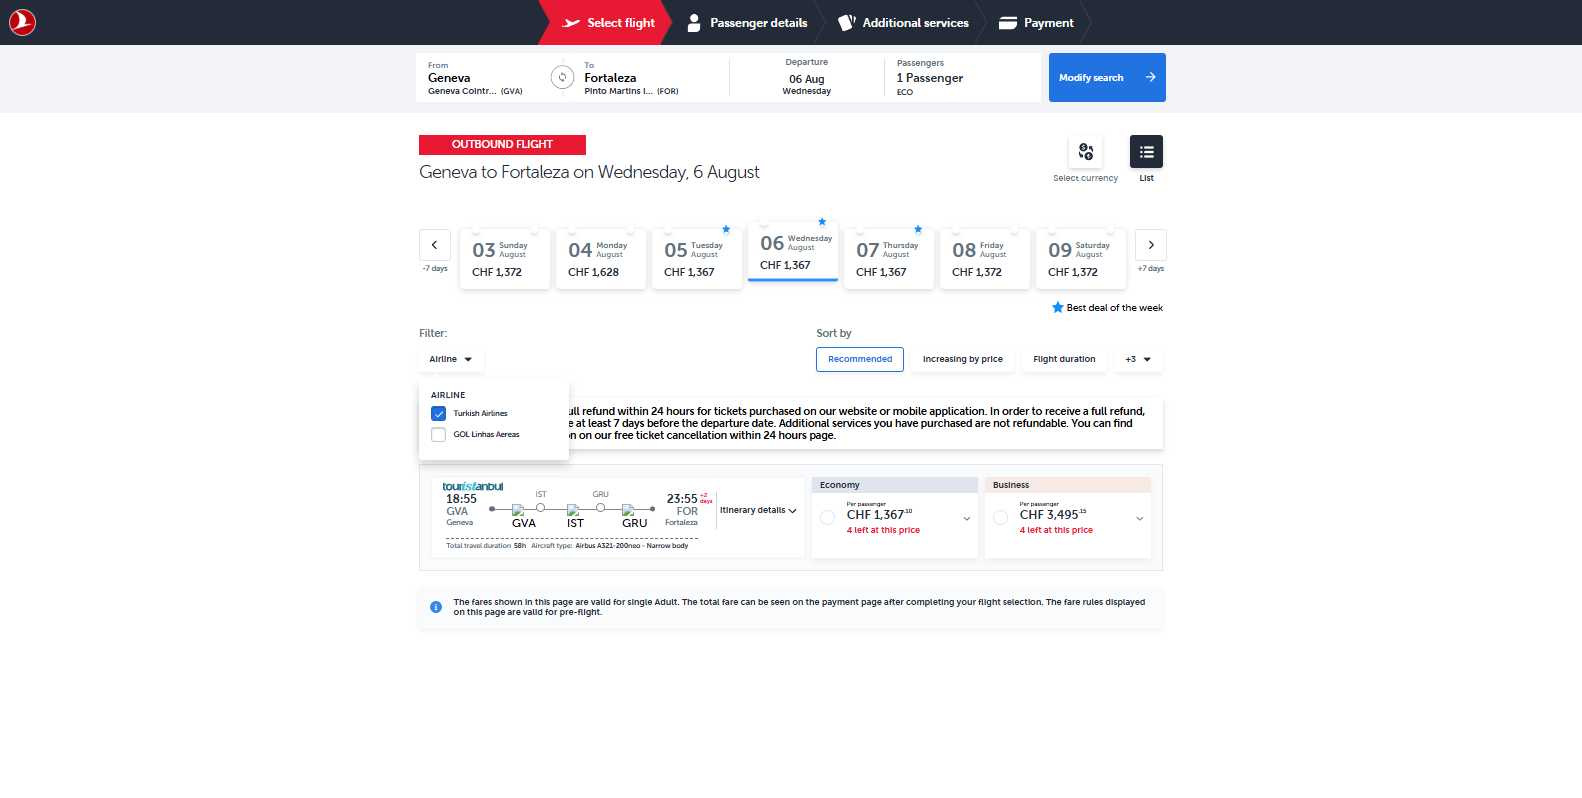 Select flight
Passenger details
Additional services
Payment
From
Geneva
Geneva Cointr... (GVA)
To
Fortaleza
Pinto Martins I... (FOR)
Departure
06 Aug
Wednesday
Passengers
1 Passenger
ECO
Modify search
OUTBOUND FLIGHT
Geneva to Fortaleza on Wednesday, 6 August
Select currency
List
-7 days
03 Sunday August
CHF 1,372
04 Monday August
CHF 1,628
05 Tuesday August
CHF 1,367
06 Wednesday August
CHF 1,367
07 Thursday August
CHF 1,367
08 Friday August
CHF 1,372
09 Saturday August
CHF 1,372
+7 days
Best deal of the week
Filter:
Airline
Sort by
Recommended
Increasing by price
Flight duration
+3
AIRLINE
Turkish Airlines
GOL Linhas Aereas
ull refund within 24 hours for tickets purchased on our website or mobile application. In order to receive a full refund,
e at least 7 days before the departure date. Additional services you have purchased are not refundable. You can find
on our free ticket cancellation within 24 hours page.
touristanbul
18:55
GVA
Geneva
IST
GRU
GVA
IST
GRU
23:55 +2 days
FOR
Fortaleza
Itinerary details
Total travel duration 58h Aircraft type: Airbus A321-200neo - Narrow body
Economy
Per passenger
CHF 1,367.10
4 left at this price
Business
Per passenger
CHF 3,495.15
4 left at this price
The fares shown in this page are valid for single Adult. The total fare can be seen on the payment page after completing your flight selection. The fare rules displayed
on this page are valid for pre-flight.